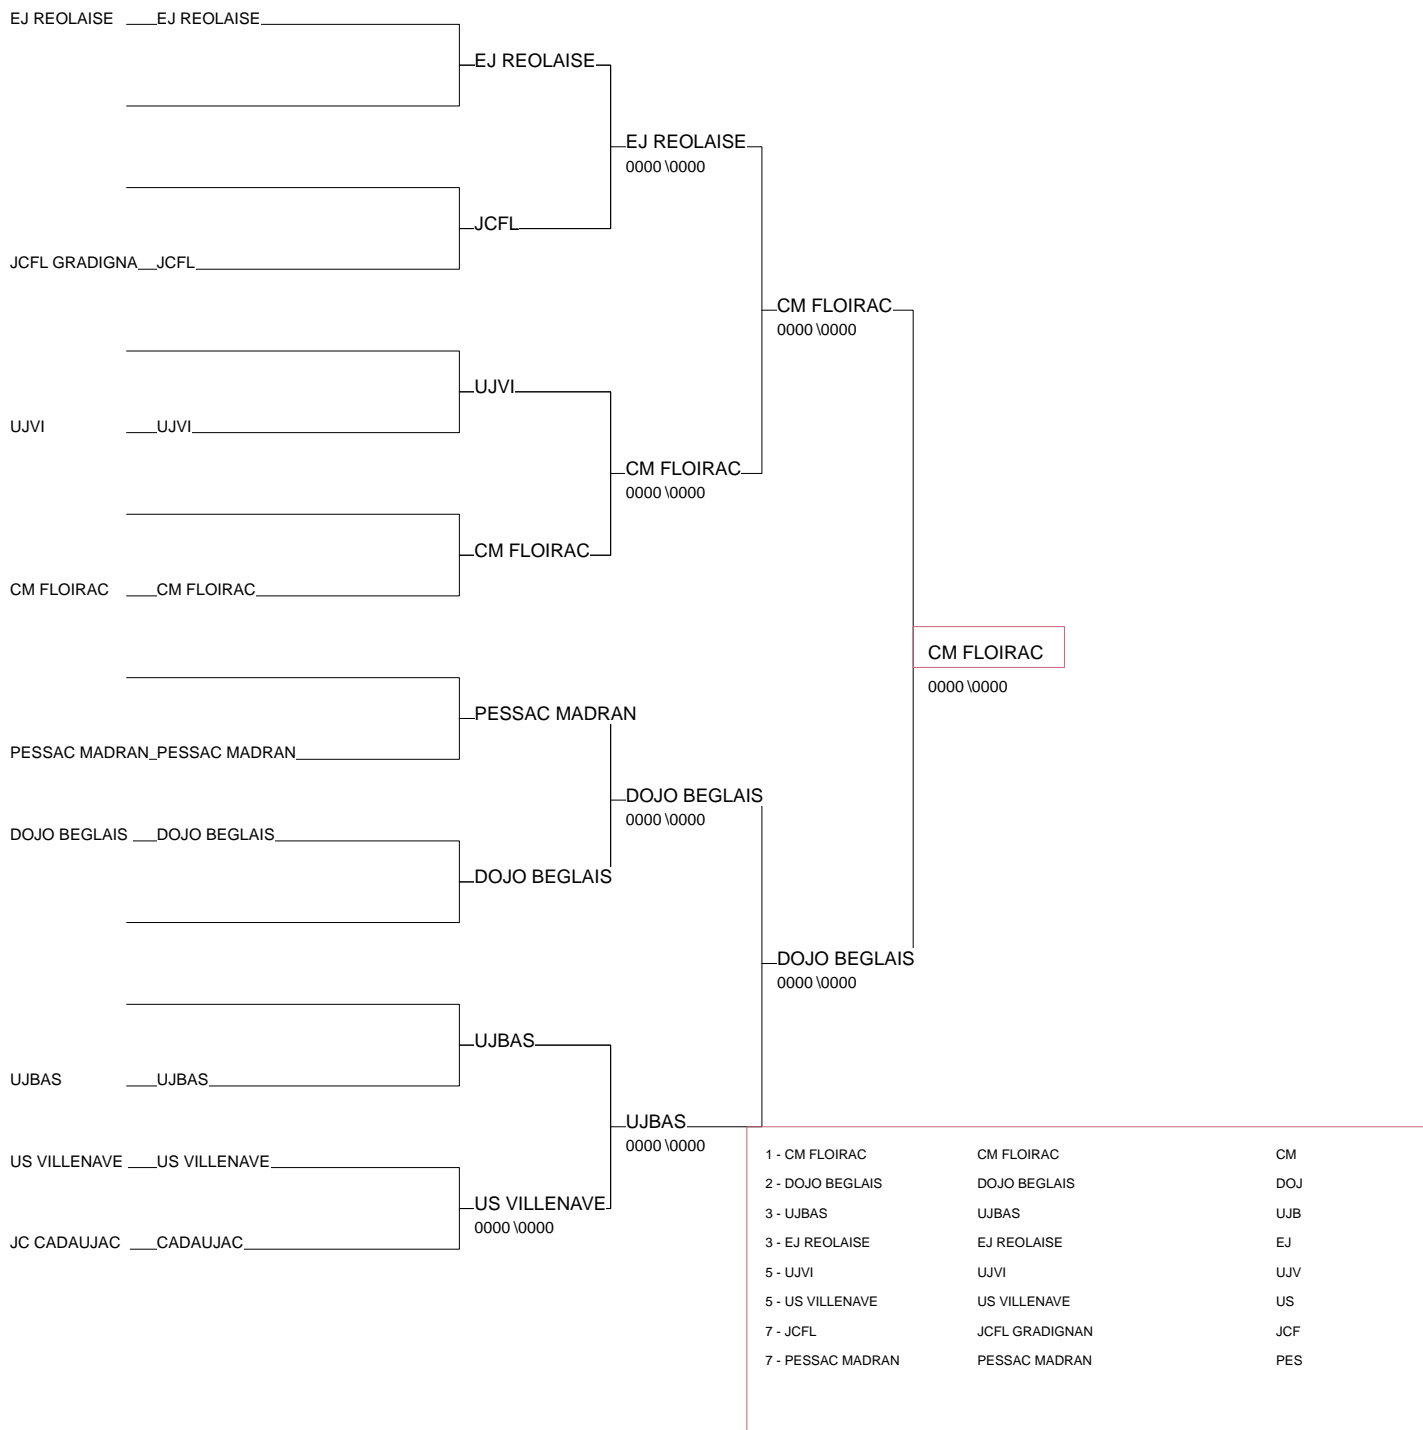 EJ REOLAISE EJ REOLAISE
EJ REOLAISE
EJ REOLAISE
0000 \0000
JCFL
JCFL GRADIGNA JCFL
CM FLOIRAC
0000 \0000
UJVI
UJVI UJVI
CM FLOIRAC
0000 \0000
CM FLOIRAC
CM FLOIRAC CM FLOIRAC
CM FLOIRAC
0000 \0000
PESSAC MADRAN
PESSAC MADRAN PESSAC MADRAN
DOJO BEGLAIS
0000 \0000
DOJO BEGLAIS DOJO BEGLAIS
DOJO BEGLAIS
DOJO BEGLAIS
0000 \0000
UJBAS
UJBAS UJBAS
UJBAS
0000 \0000
US VILLENAVE US VILLENAVE
US VILLENAVE
0000 \0000
JC CADAUJAC CADAUJAC
1 - CM FLOIRAC CM FLOIRAC CM
2 - DOJO BEGLAIS DOJO BEGLAIS DOJ
3 - UJBAS UJBAS UJB
3 - EJ REOLAISE EJ REOLAISE EJ
5 - UJVI UJVI UJV
5 - US VILLENAVE US VILLENAVE US
7 - JCFL JCFL GRADIGNAN JCF
7 - PESSAC MADRAN PESSAC MADRAN PES